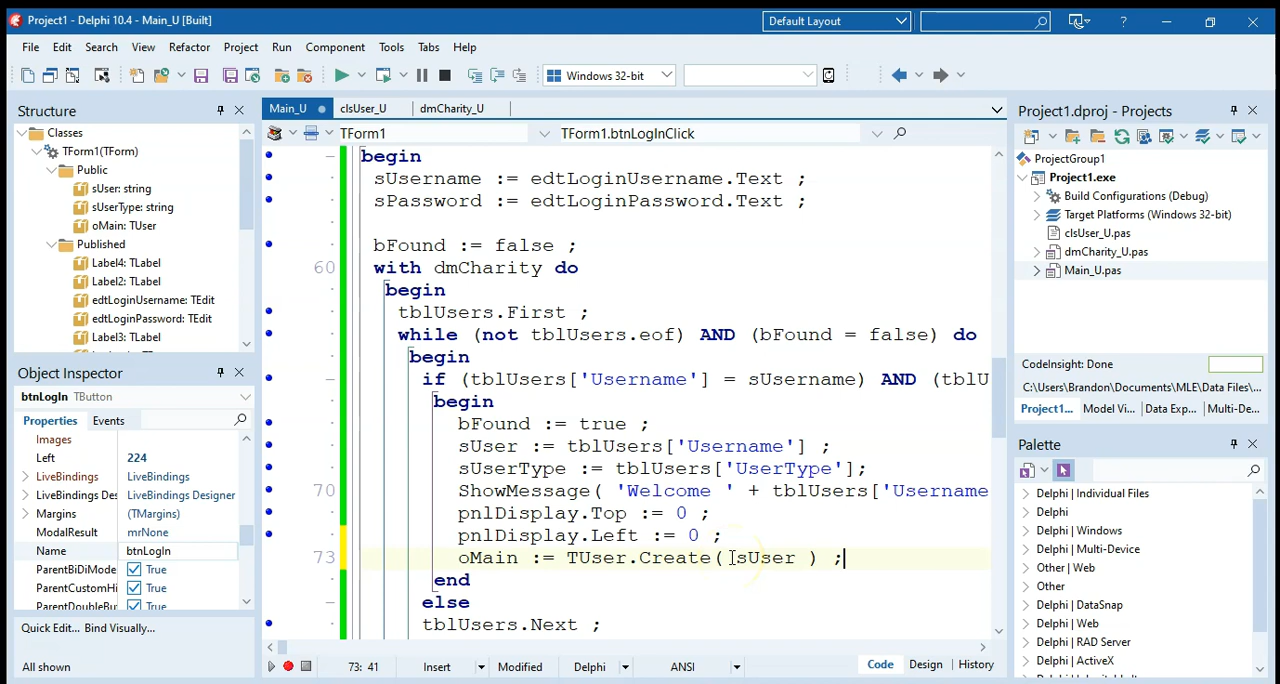 Project1 - Delphi 10.4 - Main_U [Built]
Default Layout
?
File Edit Search View Refactor Project Run Component Tools Tabs Help
Windows 32-bit
Structure
Classes
TForm1(TForm)
Public
sUser: string
sUserType: string
oMain: TUser
Published
Label4: TLabel
Label2: TLabel
edtLoginUsername: TEdit
edtLoginPassword: TEdit
Label3: TLabel
Object Inspector
btnLogIn TButton
Properties Events
Images
Left 224
LiveBindings LiveBindings
LiveBindings Des LiveBindings Designer
Margins (TMargins)
ModalResult mrNone
Name btnLogIn
ParentBiDiMode True
ParentCustomHi True
ParentDoubleBu True
Quick Edit... Bind Visually...
All shown
Main_U clsUser_U dmCharity_U
TForm1 TForm1.btnLogInClick
begin
sUsername := edtLoginUsername.Text ;
sPassword := edtLoginPassword.Text ;
bFound := false ;
60 with dmCharity do
begin
tblUsers.First ;
while (not tblUsers.eof) AND (bFound = false) do
begin
if (tblUsers['Username'] = sUsername) AND (tblU
begin
bFound := true ;
sUser := tblUsers['Username'] ;
sUserType := tblUsers['UserType'];
70 ShowMessage( 'Welcome ' + tblUsers['Username
pnlDisplay.Top := 0 ;
pnlDisplay.Left := 0 ;
73 oMain := TUser.Create( sUser ) ;
end
else
tblUsers.Next ;
73: 41 Insert Modified Delphi ANSI Code Design History
Project1.dproj - Projects
ProjectGroup1
Project1.exe
Build Configurations (Debug)
Target Platforms (Windows 32-bit)
clsUser_U.pas
dmCharity_U.pas
Main_U.pas
CodeInsight: Done
C:\Users\Brandon\Documents\MLE\Data Files\...
Project1... Model Vi... Data Exp... Multi-De...
Palette
Delphi | Individual Files
Delphi
Delphi | Windows
Delphi | Multi-Device
Other | Web
Other
Delphi | DataSnap
Delphi | Web
RAD Server
Delphi | ActiveX